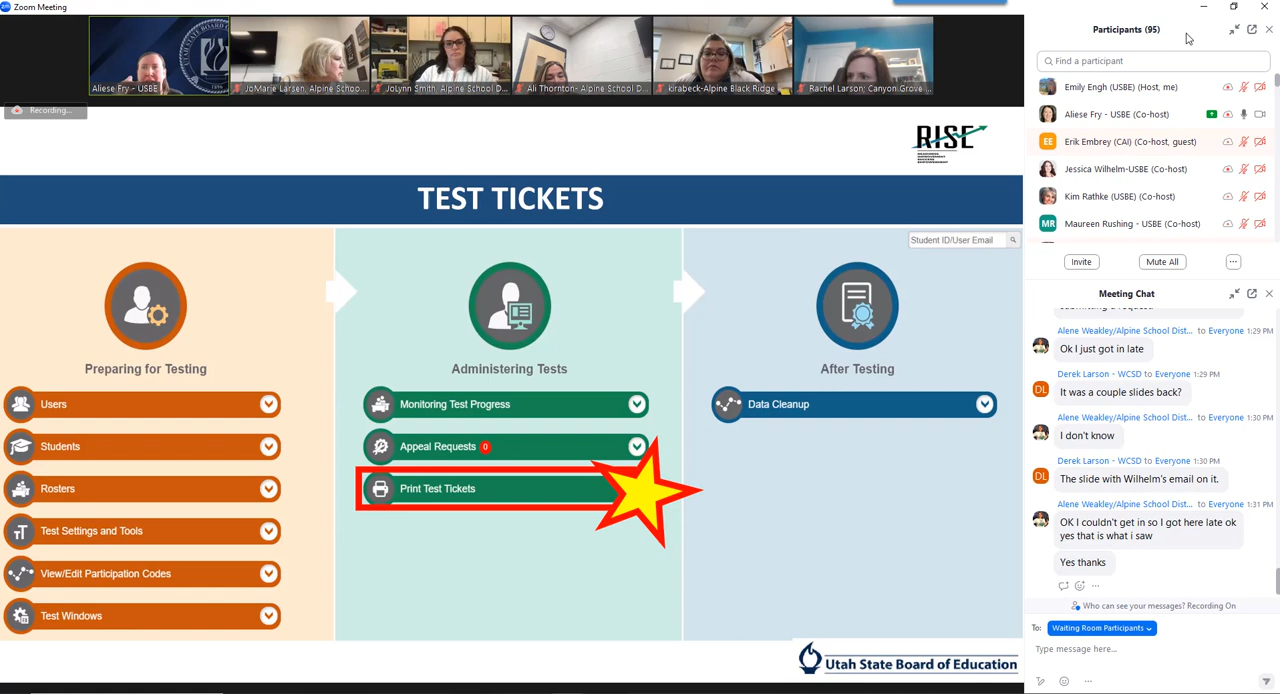 Zoom Meeting
Aliese Fry - USBE
JoMarie Larsen, Alpine Schoo...
JoLynn Smith, Alpine School D...
Ali Thornton- Alpine School D...
kirabeck-Alpine Black Ridge
Rachel Larson; Canyon Grove ...
Recording...
RISE
TEST TICKETS
Student ID/User Email
Preparing for Testing
Users
Students
Rosters
Test Settings and Tools
View/Edit Participation Codes
Test Windows
Administering Tests
Monitoring Test Progress
Appeal Requests 0
Print Test Tickets
After Testing
Data Cleanup
Utah State Board of Education
Participants (95)
Find a participant
Emily Engh (USBE) (Host, me)
Aliese Fry - USBE (Co-host)
EE Erik Embrey (CAI) (Co-host, guest)
Jessica Wilhelm-USBE (Co-host)
Kim Rathke (USBE) (Co-host)
MR Maureen Rushing - USBE (Co-host)
Invite
Mute All
...
Meeting Chat
Alene Weakley/Alpine School Dist... to Everyone 1:29 PM
Ok I just got in late
Derek Larson - WCSD to Everyone 1:29 PM
DL It was a couple slides back?
Alene Weakley/Alpine School Dist... to Everyone 1:30 PM
I don't know
Derek Larson - WCSD to Everyone 1:30 PM
DL The slide with Wilhelm's email on it.
Alene Weakley/Alpine School Dist... to Everyone 1:31 PM
OK I couldn't get in so I got here late ok
yes that is what i saw
Yes thanks
Who can see your messages? Recording On
To: Waiting Room Participants
Type message here...